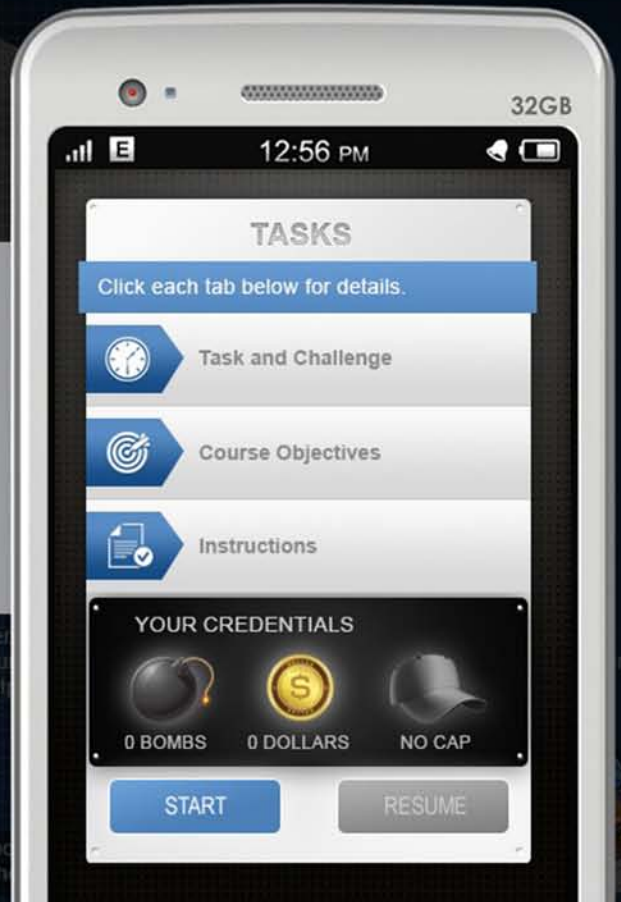 32GB
E
12:56 PM
TASKS
Click each tab below for details.
Task and Challenge
Course Objectives
Instructions
YOUR CREDENTIALS
S
0 BOMBS
0 DOLLARS
NO CAP
START
RESUME